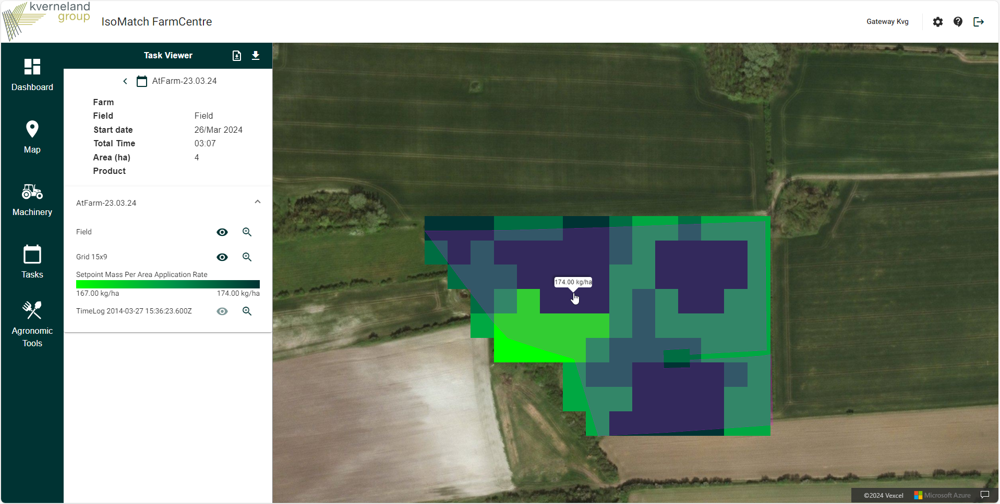 kverneland
group
IsoMatch FarmCentre
Gateway Kvg
Dashboard
Map
Machinery
Tasks
Agronomic
Tools
Task Viewer
AtFarm-23.03.24
Farm
Field Field
Start date 26/Mar 2024
Total Time 03:07
Area (ha) 4
Product
AtFarm-23.03.24
Field
Grid 15x9
Setpoint Mass Per Area Application Rate
167.00 kg/ha 174.00 kg/ha
TimeLog 2014-03-27 15:36:23.600Z
174.00 kg/ha
©2024 Vexcel Microsoft Azure